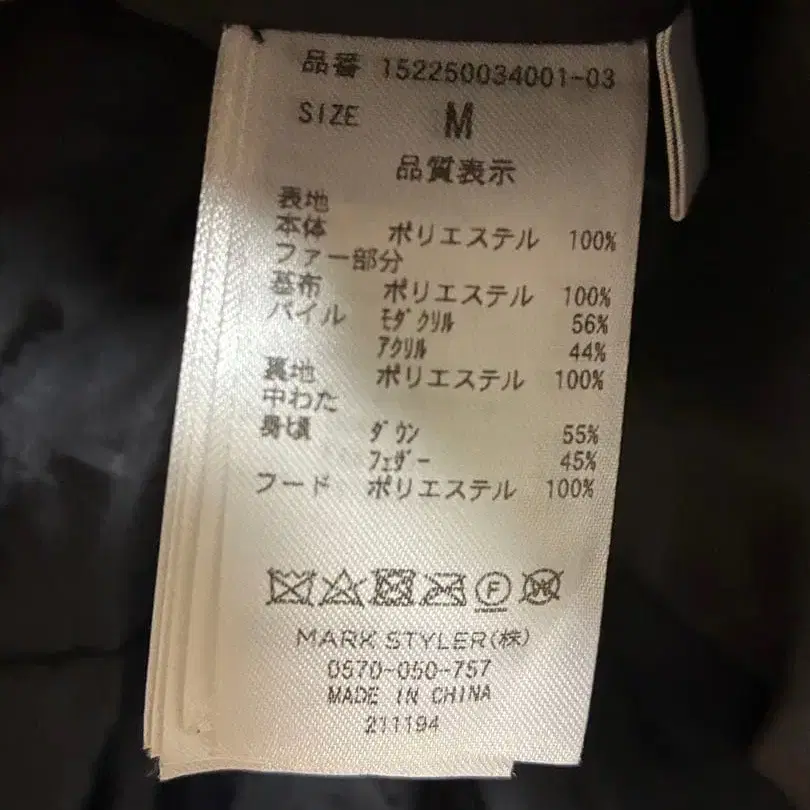 品番 152250034001-03
SIZE M
品質表示
表地
本体 ポリエステル 100%
ファー部分
基布 ポリエステル 100%
パイル ﾓﾀﾞｸﾘﾙ 56%
ｱｸﾘﾙ 44%
裏地 ポリエステル 100%
中わた
身頃 ﾀﾞｳﾝ 55%
ﾌｪｻﾞｰ 45%
フード ポリエステル 100%
F
W
MARK STYLER(株)
0570-050-757
MADE IN CHINA
211194